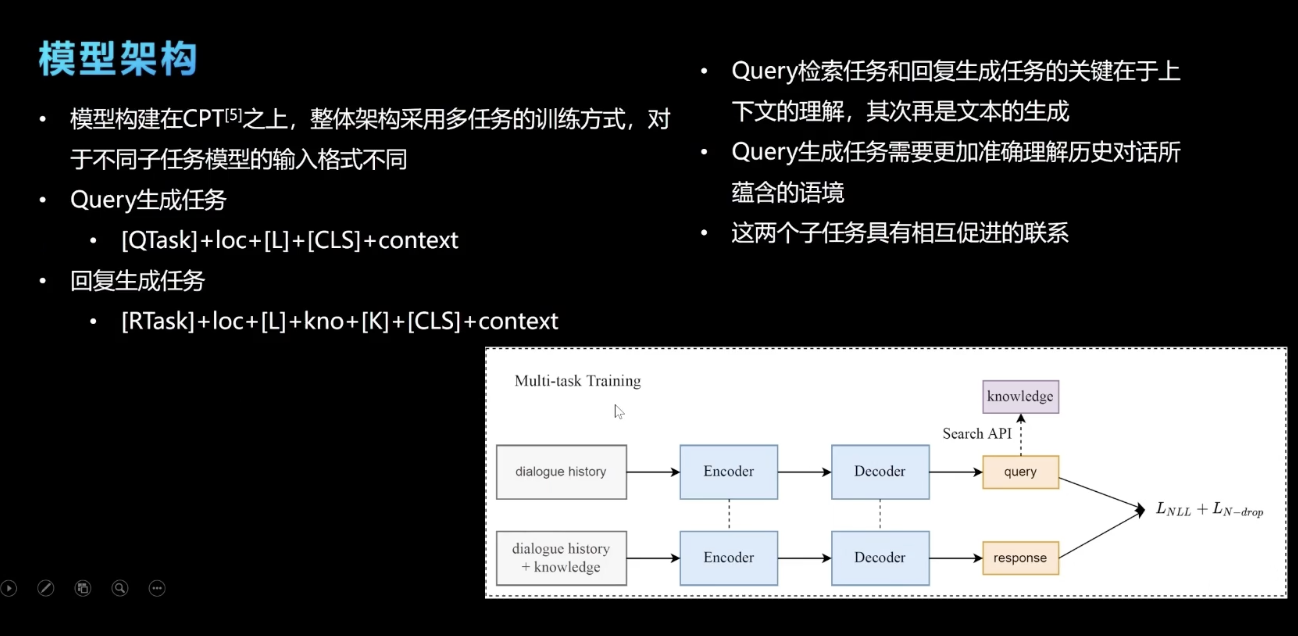 模型架构
• 模型构建在CPT[5]之上，整体架构采用多任务的训练方式，对
于不同子任务模型的输入格式不同
• Query生成任务
• [QTask]+loc+[L]+[CLS]+context
• 回复生成任务
• [RTask]+loc+[L]+kno+[K]+[CLS]+context
• Query检索任务和回复生成任务的关键在于上
下文的理解，其次再是文本的生成
• Query生成任务需要更加准确理解历史对话所
蕴含的语境
• 这两个子任务具有相互促进的联系
Multi-task Training
knowledge
Search API
dialogue history
Encoder
Decoder
query
L_NLL + L_N-drop
dialogue history
+ knowledge
Encoder
Decoder
response